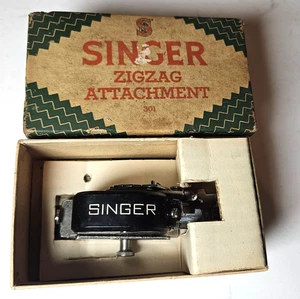 SINGER
ZIGZAG
ATTACHMENT
301
SINGER